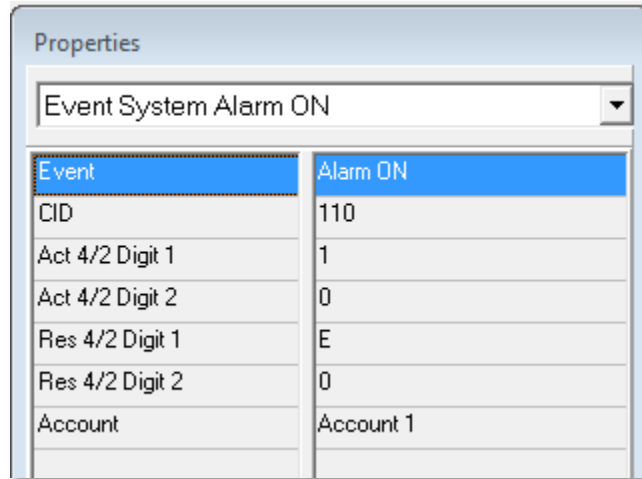 Properties
Event System Alarm ON
Event Alarm ON
CID 110
Act 4/2 Digit 1 1
Act 4/2 Digit 2 0
Res 4/2 Digit 1 E
Res 4/2 Digit 2 0
Account Account 1